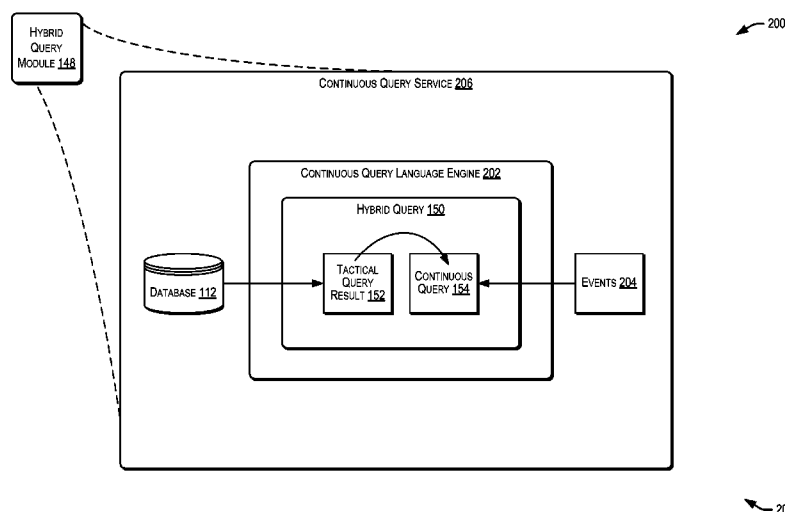 HYBRID
QUERY
MODULE 148
200
CONTINUOUS QUERY SERVICE 206
CONTINUOUS QUERY LANGUAGE ENGINE 202
HYBRID QUERY 150
TACTICAL
QUERY
RESULT 152
CONTINUOUS
QUERY 154
DATABASE 112
EVENTS 204